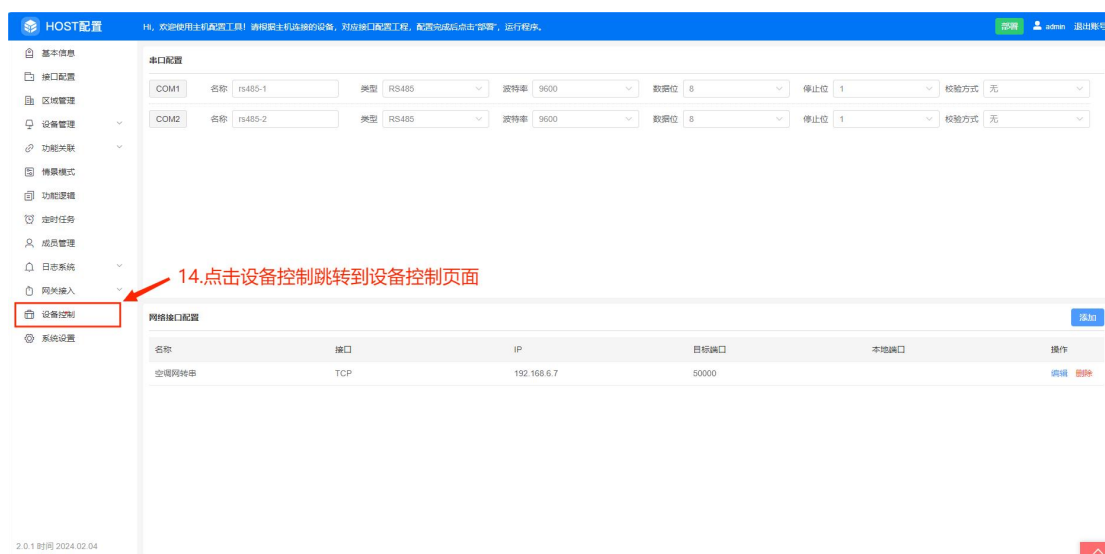 HOST配置
Hi，欢迎使用主机配置工具！请根据主机连接的设备，对应接口配置工程，配置完成后点击“部署”，运行程序。
部署 admin 退出账号
基本信息
接口配置
区域管理
设备管理
功能关联
情景模式
功能逻辑
定时任务
成员管理
日志系统
网关接入
设备控制
系统设置
2.0.1 时间 2024.02.04
串口配置
COM1 名称 rs485-1 类型 RS485 波特率 9600 数据位 8 停止位 1 校验方式 无
COM2 名称 rs485-2 类型 RS485 波特率 9600 数据位 8 停止位 1 校验方式 无
14.点击设备控制跳转到设备控制页面
网络接口配置 添加
名称 接口 IP 目标端口 本地端口 操作
空调网转串 TCP 192.168.6.7 50000 编辑 删除